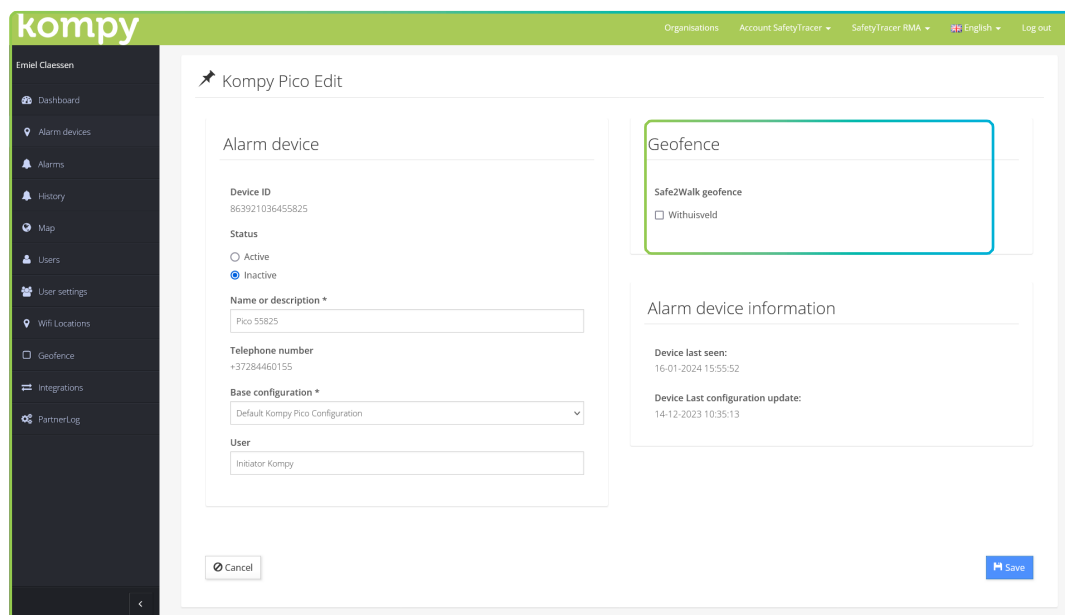 kompy
Organisations Account SafetyTracer SafetyTracer RMA English Log out
Emiel Claessen
Dashboard
Alarm devices
Alarms
History
Map
Users
User settings
Wifi Locations
Geofence
Integrations
PartnerLog
Kompy Pico Edit
Alarm device
Device ID
863921036455825
Status
Active
Inactive
Name or description *
Pico 55825
Telephone number
+37284460155
Base configuration *
Default Kompy Pico Configuration
User
Initiator Kompy
Geofence
Safe2Walk geofence
Withuisveld
Alarm device information
Device last seen:
16-01-2024 15:55:52
Device Last configuration update:
14-12-2023 10:35:13
Cancel
Save